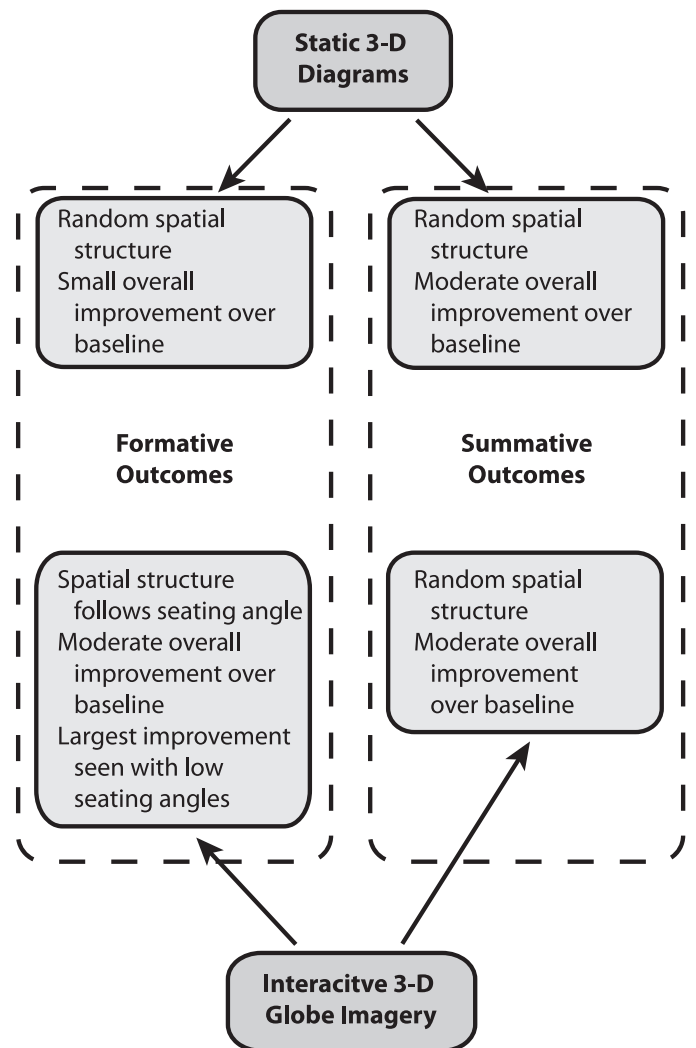 Static 3-D
Diagrams
Random spatial
structure
Small overall
improvement over
baseline
Random spatial
structure
Moderate overall
improvement over
baseline
Formative
Outcomes
Summative
Outcomes
Spatial structure
follows seating angle
Moderate overall
improvement over
baseline
Largest improvement
seen with low
seating angles
Random spatial
structure
Moderate overall
improvement
over baseline
Interacitve 3-D
Globe Imagery